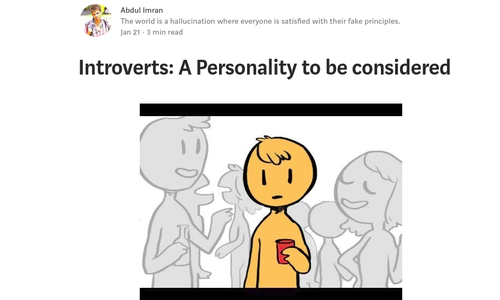 Abdul Imran
The world is a hallucination where everyone is satisfied with their fake principles.
Jan 21 · 3 min read
Introverts: A Personality to be considered